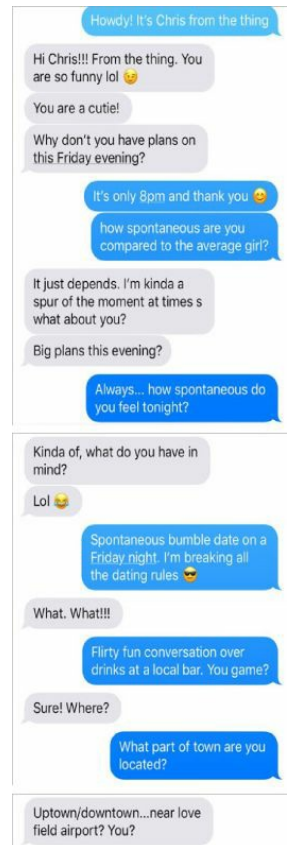 Howdy! It's Chris from the thing
Hi Chris!!! From the thing. You
are so funny lol 😉
You are a cutie!
Why don't you have plans on
this Friday evening?
It's only 8pm and thank you 😊
how spontaneous are you
compared to the average girl?
It just depends. I'm kinda a
spur of the moment at times s
what about you?
Big plans this evening?
Always... how spontaneous do
you feel tonight?
Kinda of, what do you have in
mind?
Lol 😂
Spontaneous bumble date on a
Friday night. I'm breaking all
the dating rules 😎
What. What!!!
Flirty fun conversation over
drinks at a local bar. You game?
Sure! Where?
What part of town are you
located?
Uptown/downtown...near love
field airport? You?